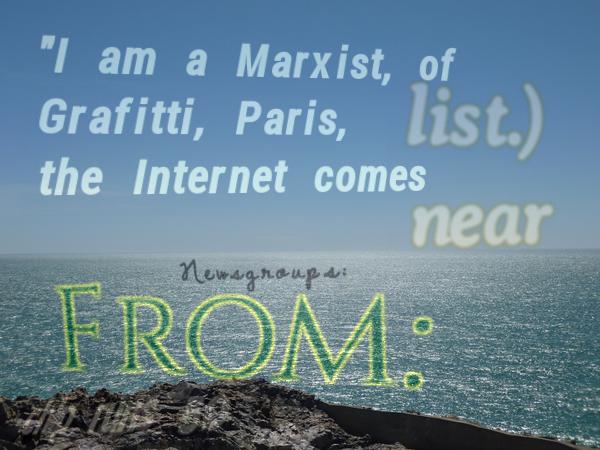 "I am a Marxist, of
Grafitti, Paris,
list.)
the Internet comes
near
Newsgroups:
FROM: